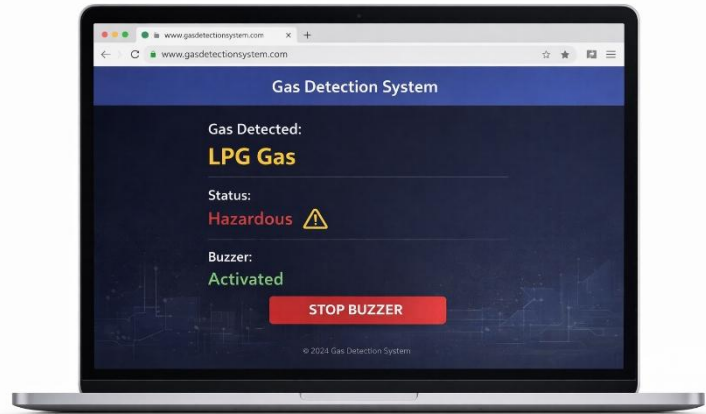 www.gasdetectionsystem.com
www.gasdetectionsystem.com
Gas Detection System
Gas Detected:
LPG Gas
Status:
Hazardous
Buzzer:
Activated
STOP BUZZER
© 2024 Gas Detection System